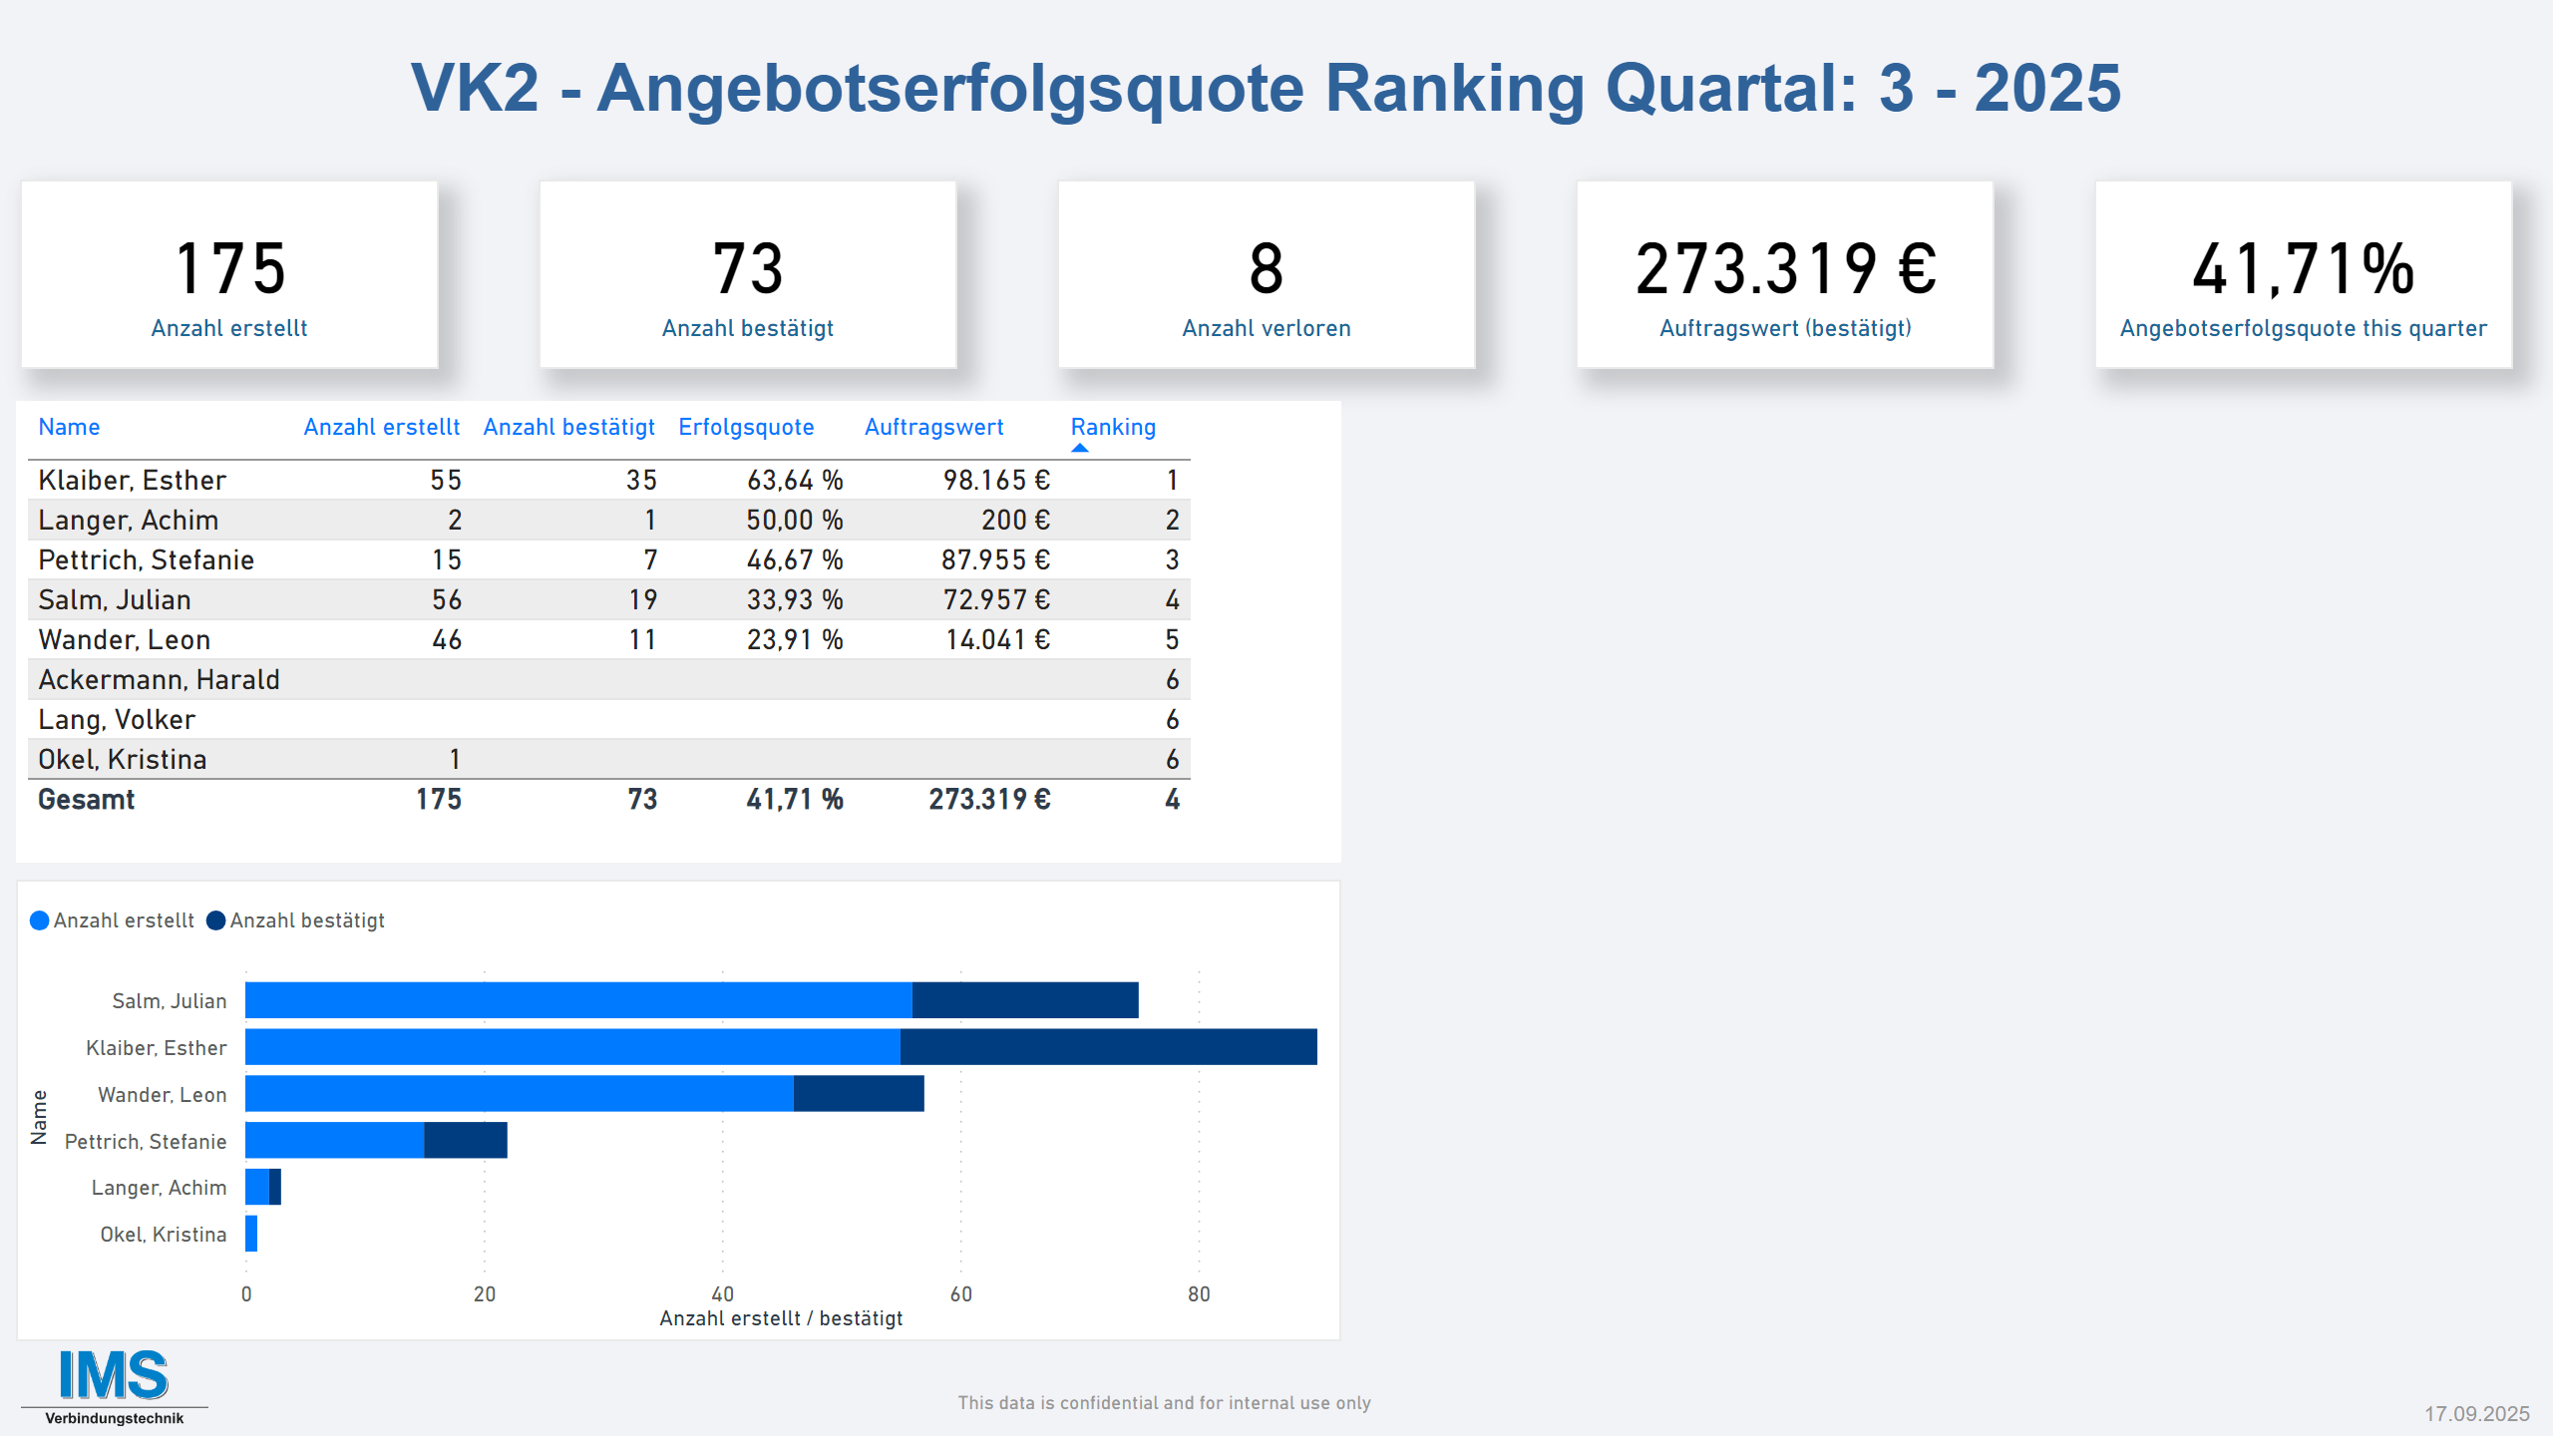 VK2 - Angebotserfolgsquote Ranking Quartal: 3 - 2025
175
Anzahl erstellt
73
Anzahl bestätigt
8
Anzahl verloren
273.319 €
Auftragswert (bestätigt)
41,71%
Angebotserfolgsquote this quarter
Name Anzahl erstellt Anzahl bestätigt Erfolgsquote Auftragswert Ranking
Klaiber, Esther 55 35 63,64 % 98.165 € 1
Langer, Achim 2 1 50,00 % 200 € 2
Pettrich, Stefanie 15 7 46,67 % 87.955 € 3
Salm, Julian 56 19 33,93 % 72.957 € 4
Wander, Leon 46 11 23,91 % 14.041 € 5
Ackermann, Harald 6
Lang, Volker 6
Okel, Kristina 1 6
Gesamt 175 73 41,71 % 273.319 € 4
Anzahl erstellt Anzahl bestätigt
Name
Salm, Julian
Klaiber, Esther
Wander, Leon
Pettrich, Stefanie
Langer, Achim
Okel, Kristina
0 20 40 60 80
Anzahl erstellt / bestätigt
IMS
Verbindungstechnik
This data is confidential and for internal use only
17.09.2025